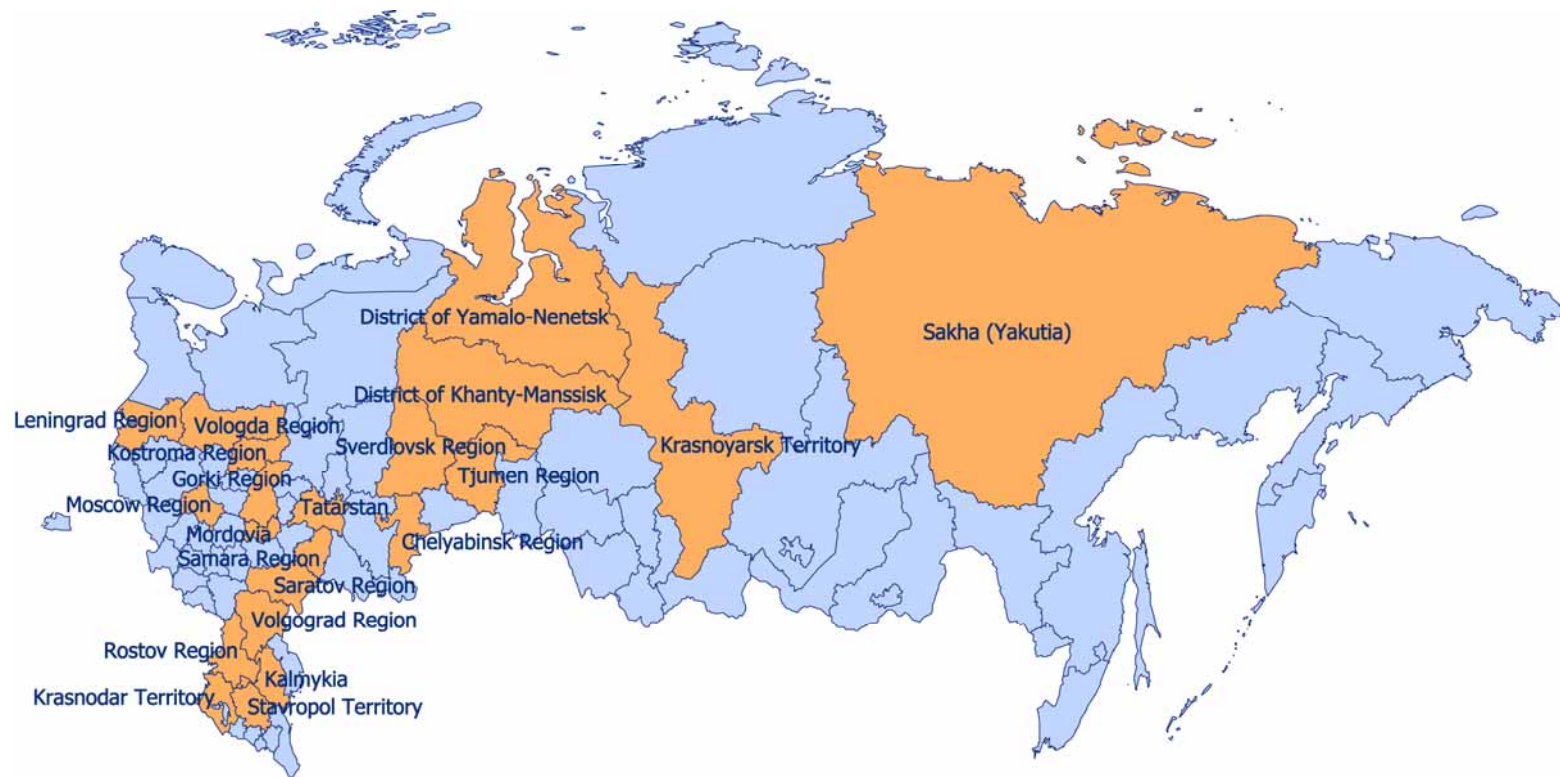 District of Yamalo-Nenetsk
Sakha (Yakutia)
District of Khanty-Manssisk
Leningrad Region
Vologda Region
Sverdlovsk Region
Krasnoyarsk Territory
Kostroma Region
Gorki Region
Tjumen Region
Moscow Region
Tatarstan
Mordovia
Chelyabinsk Region
Samara Region
Saratov Region
Volgograd Region
Rostov Region
Kalmykia
Krasnodar Territory
Stavropol Territory